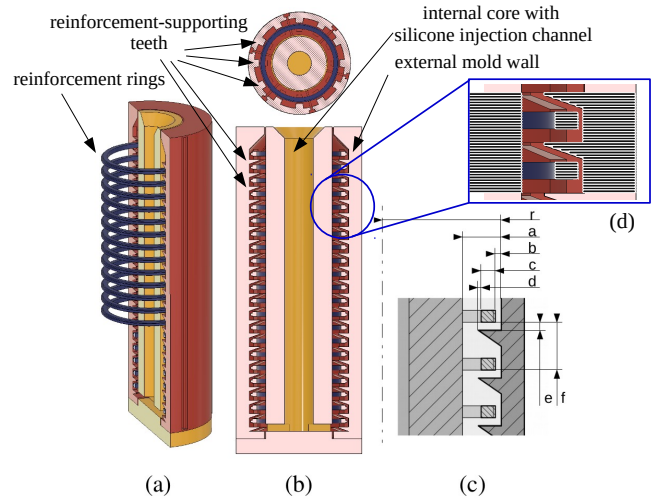 reinforcement-supporting
teeth
internal core with
silicone injection channel
external mold wall
reinforcement rings
(d)
r
a
b
c
d
e
f
(a)
(b)
(c)